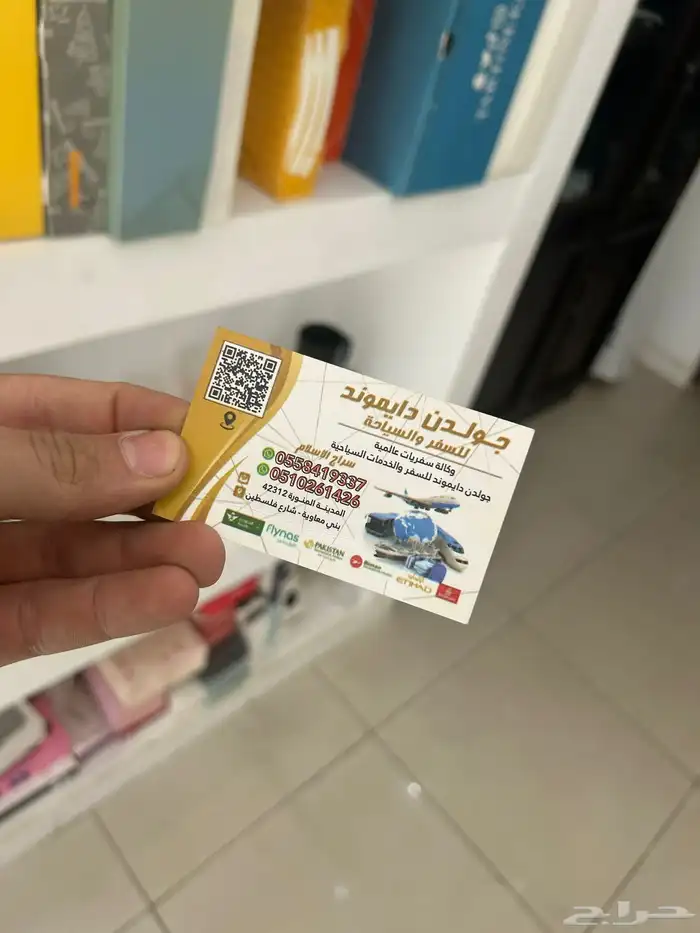 جولدن دايموند
للسفر والسياحة
وكالة سفريات عالمية
جولدن دايموند للسفر والخدمات السياحية
سراج الإسلام
0558419337
0510261426
المدينة المنورة 42312
بني معاوية - شارع فلسطين
flynas
PAKISTAN
Biman
ETIHAD
حراج